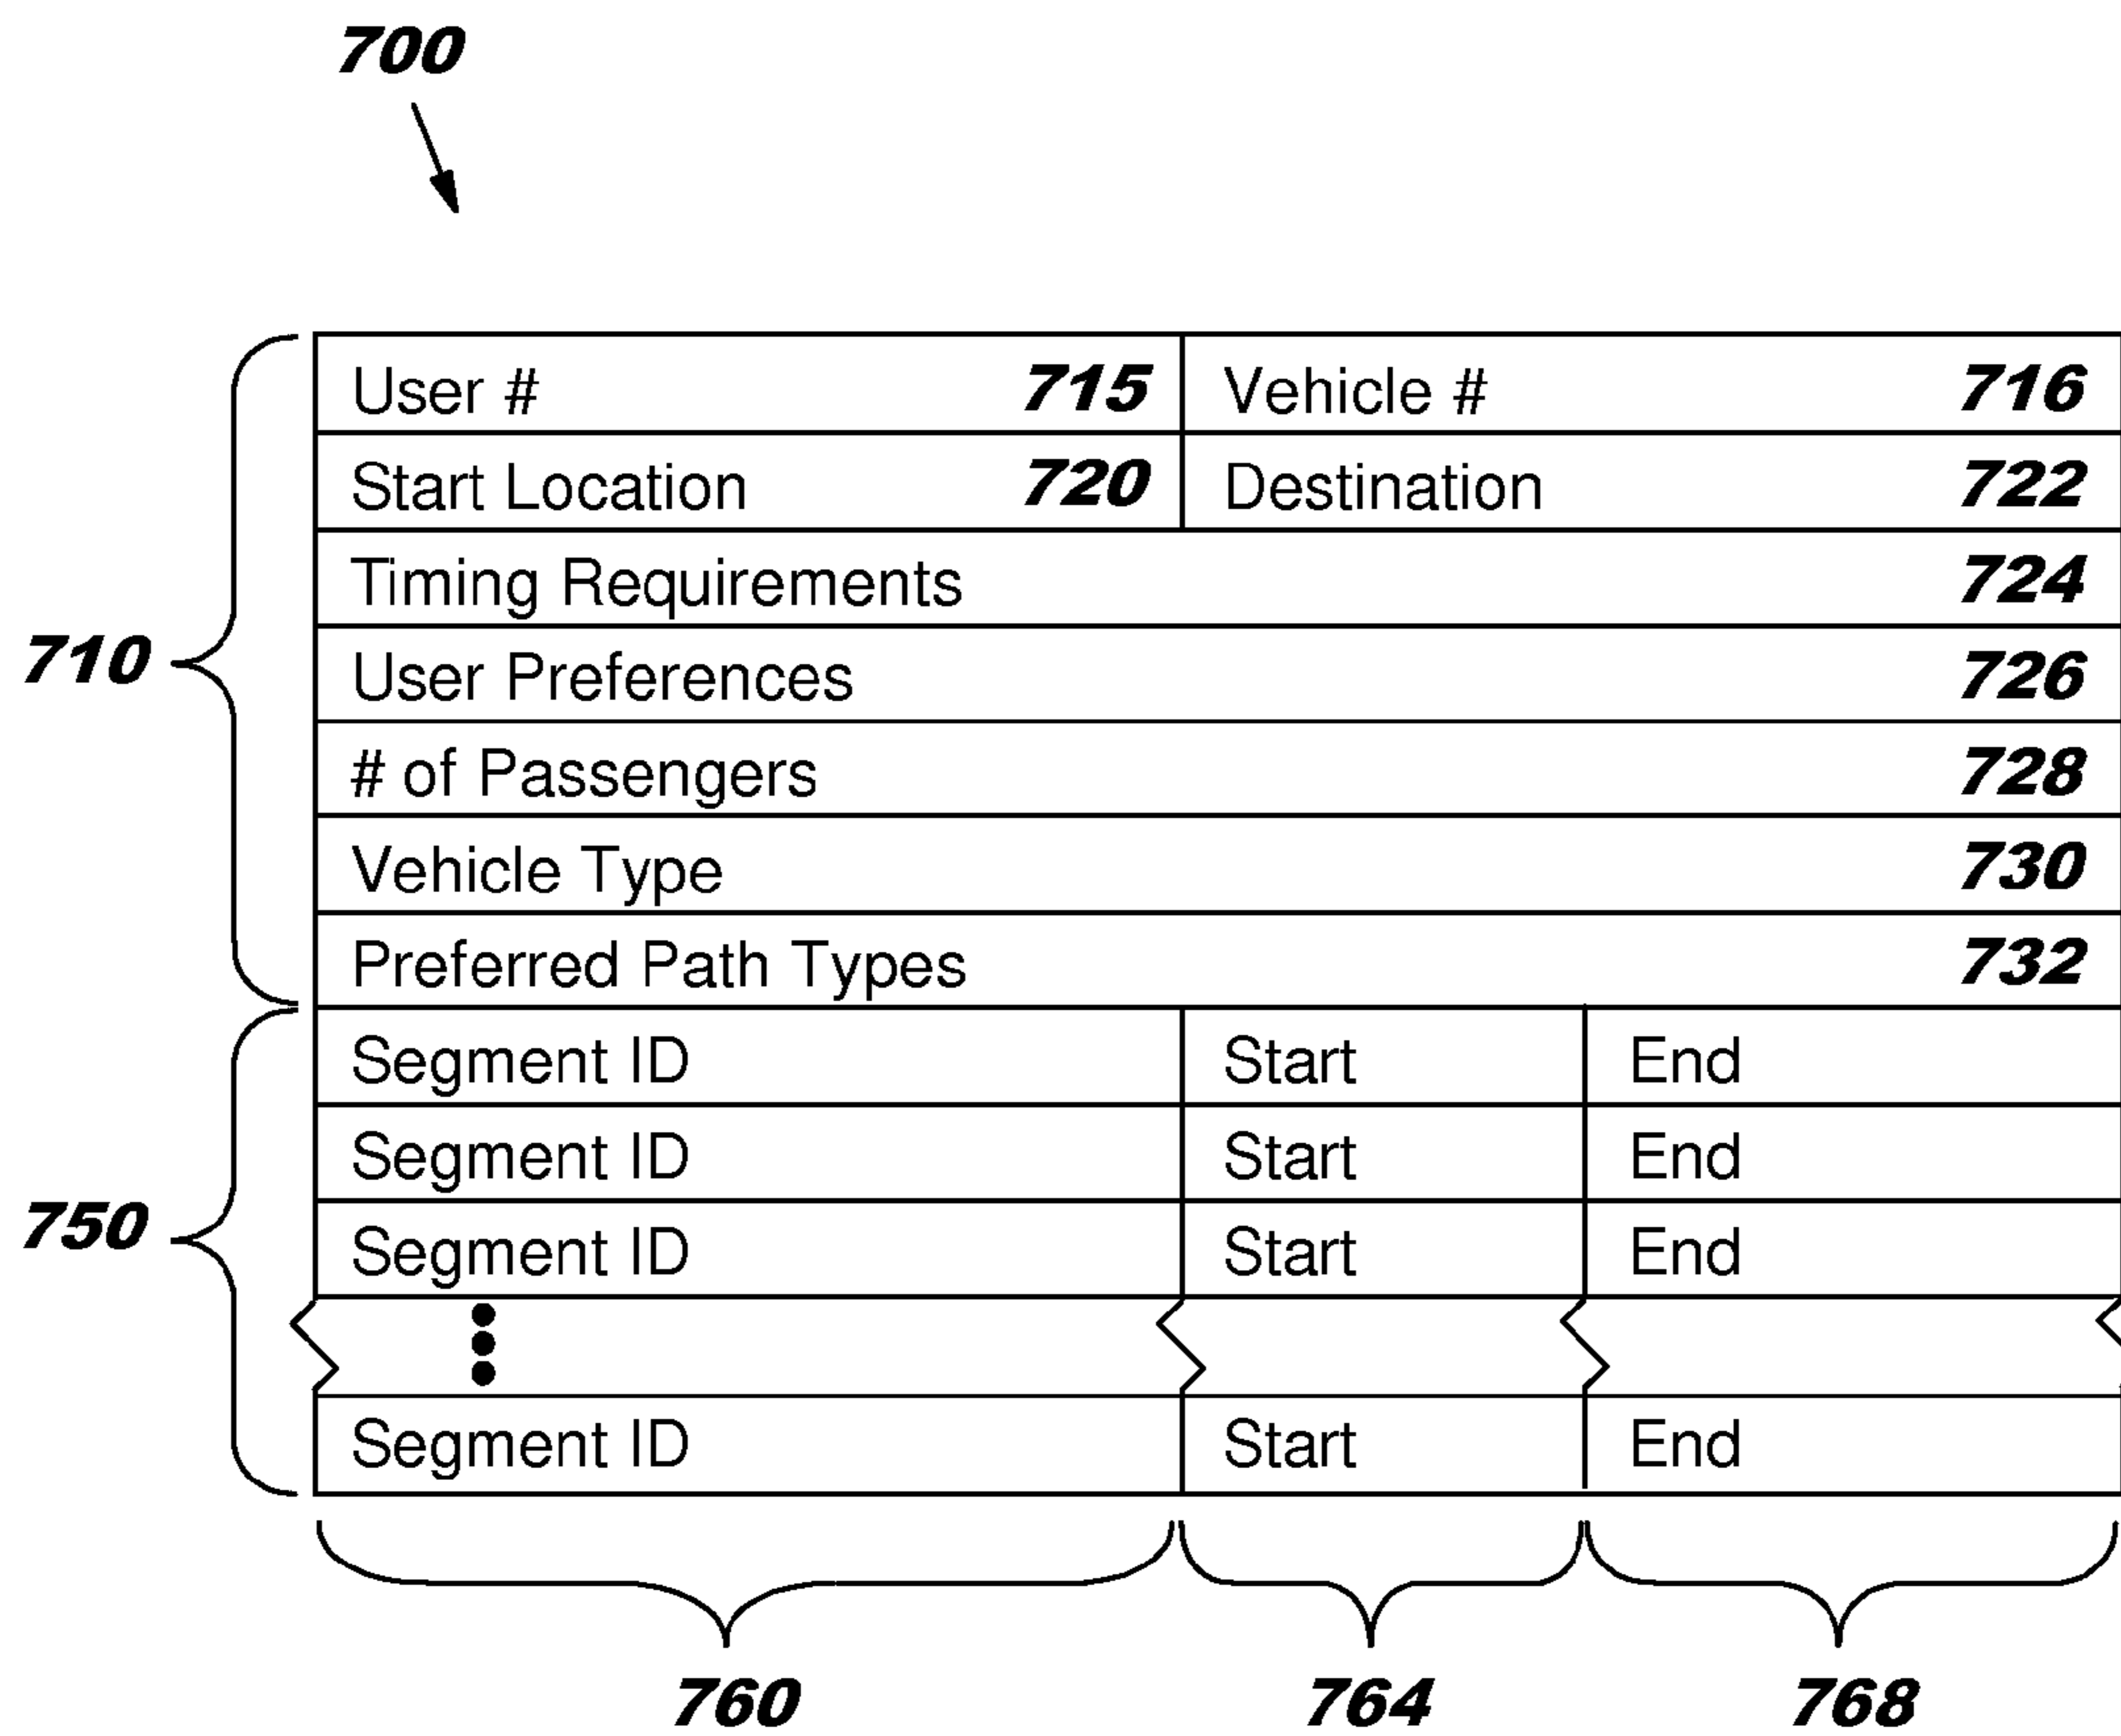 700
User # 715 Vehicle # 716
Start Location 720 Destination 722
Timing Requirements 724
710 User Preferences 726
# of Passengers 728
Vehicle Type 730
Preferred Path Types 732
Segment ID Start End
Segment ID Start End
750 Segment ID Start End
Segment ID Start End
760 764 768